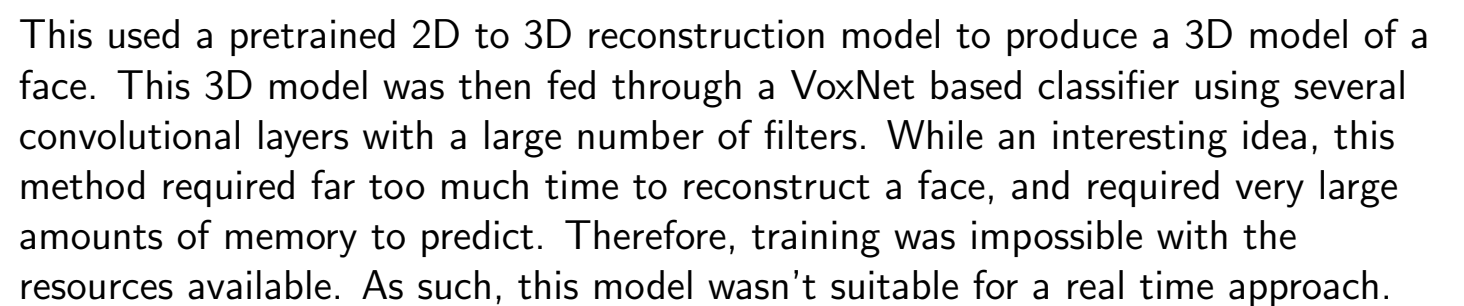 This used a pretrained 2D to 3D reconstruction model to produce a 3D model of a
face. This 3D model was then fed through a VoxNet based classifier using several
convolutional layers with a large number of filters. While an interesting idea, this
method required far too much time to reconstruct a face, and required very large
amounts of memory to predict. Therefore, training was impossible with the
resources available. As such, this model wasn't suitable for a real time approach.